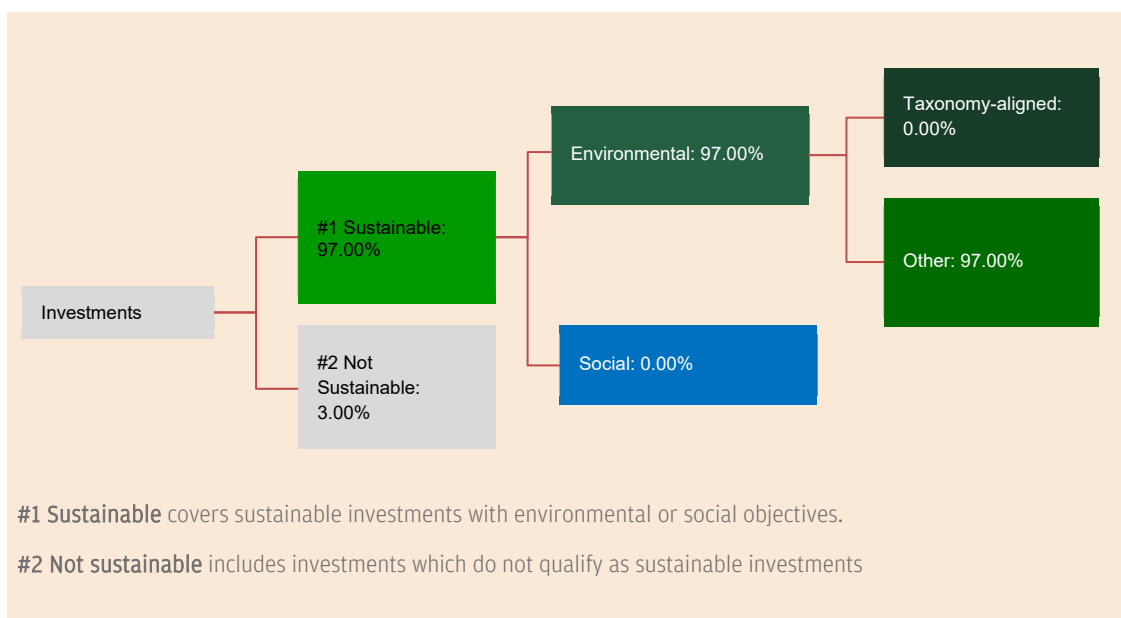 Investments
#1 Sustainable:
97.00%
#2 Not
Sustainable:
3.00%
Environmental: 97.00%
Social: 0.00%
Taxonomy-aligned:
0.00%
Other: 97.00%
#1 Sustainable covers sustainable investments with environmental or social objectives.
#2 Not sustainable includes investments which do not qualify as sustainable investments